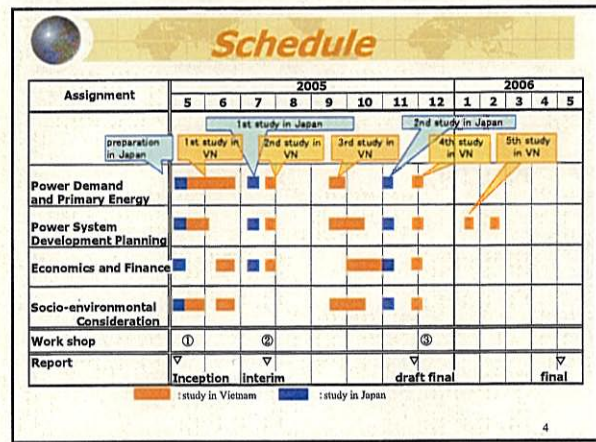 Schedule
Assignment
2005
2006
5 6 7 8 9 10 11 12 1 2 3 4 5
preparation
in Japan
1st study in Japan
2nd study in Japan
1st study in
VN
2nd study in
VN
3rd study in
VN
4th study
in VN
5th study
in VN
Power Demand
and Primary Energy
Power System
Development Planning
Economics and Finance
Socio-environmental
Consideration
Work shop ① ② ③
Report
Inception interim draft final final
: study in Vietnam : study in Japan
4